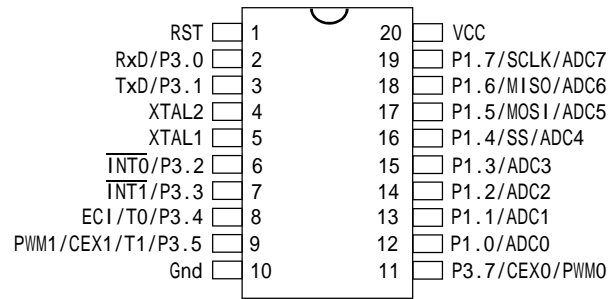 RST 1 20 VCC
RxD/P3.0 2 19 P1.7/SCLK/ADC7
TxD/P3.1 3 18 P1.6/MISO/ADC6
XTAL2 4 17 P1.5/MOSI/ADC5
XTAL1 5 16 P1.4/SS/ADC4
INT0/P3.2 6 15 P1.3/ADC3
INT1/P3.3 7 14 P1.2/ADC2
ECI/T0/P3.4 8 13 P1.1/ADC1
PWM1/CEX1/T1/P3.5 9 12 P1.0/ADC0
Gnd 10 11 P3.7/CEX0/PWM0